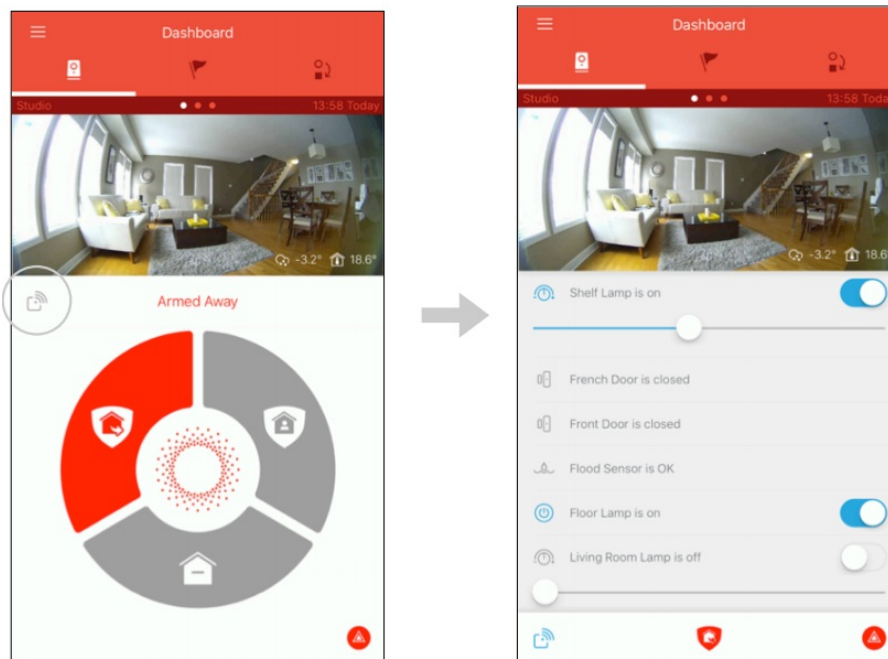 Dashboard
Studio
13:58 Today
-3.2°
18.6°
Armed Away
Dashboard
Studio
13:58 Today
-3.2°
18.6
Shelf Lamp is on
French Door is closed
Front Door is closed
Flood Sensor is OK
Floor Lamp is on
Living Room Lamp is off